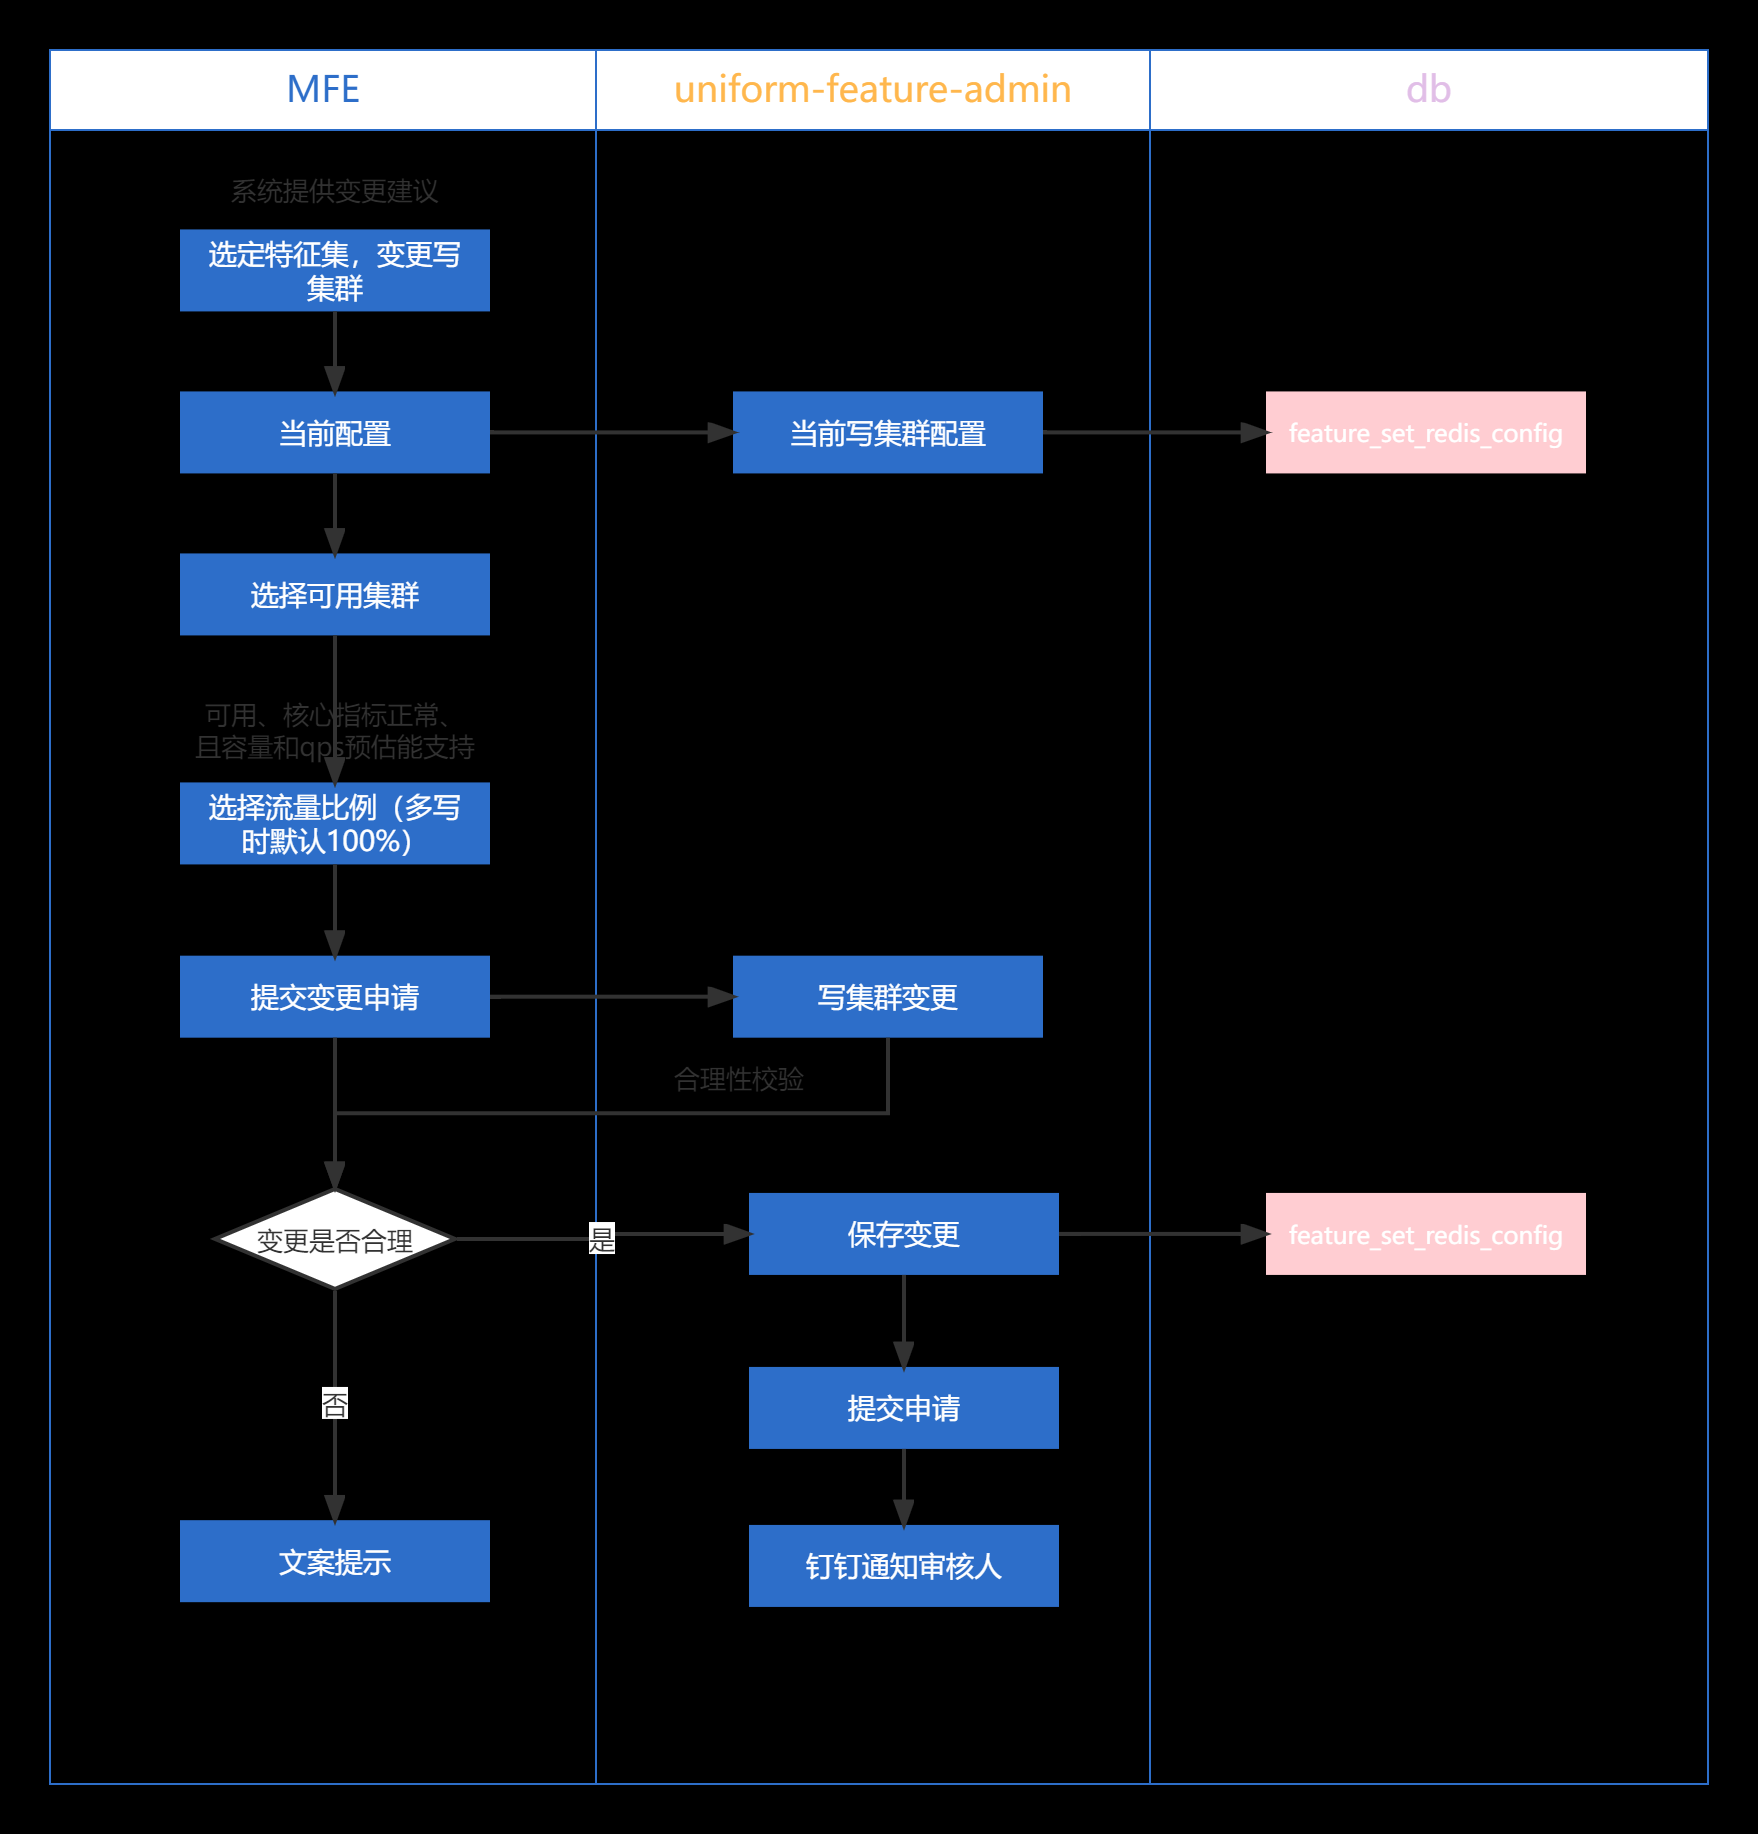 MFE
uniform-feature-admin
db
系统提供变更建议
选定特征集，变更写
集群
当前配置
当前写集群配置
feature_set_redis_config
选择可用集群
可用、核心指标正常、
且容量和qps预估能支持
选择流量比例（多写
时默认100%）
提交变更申请
写集群变更
合理性校验
变更是否合理
是
保存变更
feature_set_redis_config
否
提交申请
文案提示
钉钉通知审核人